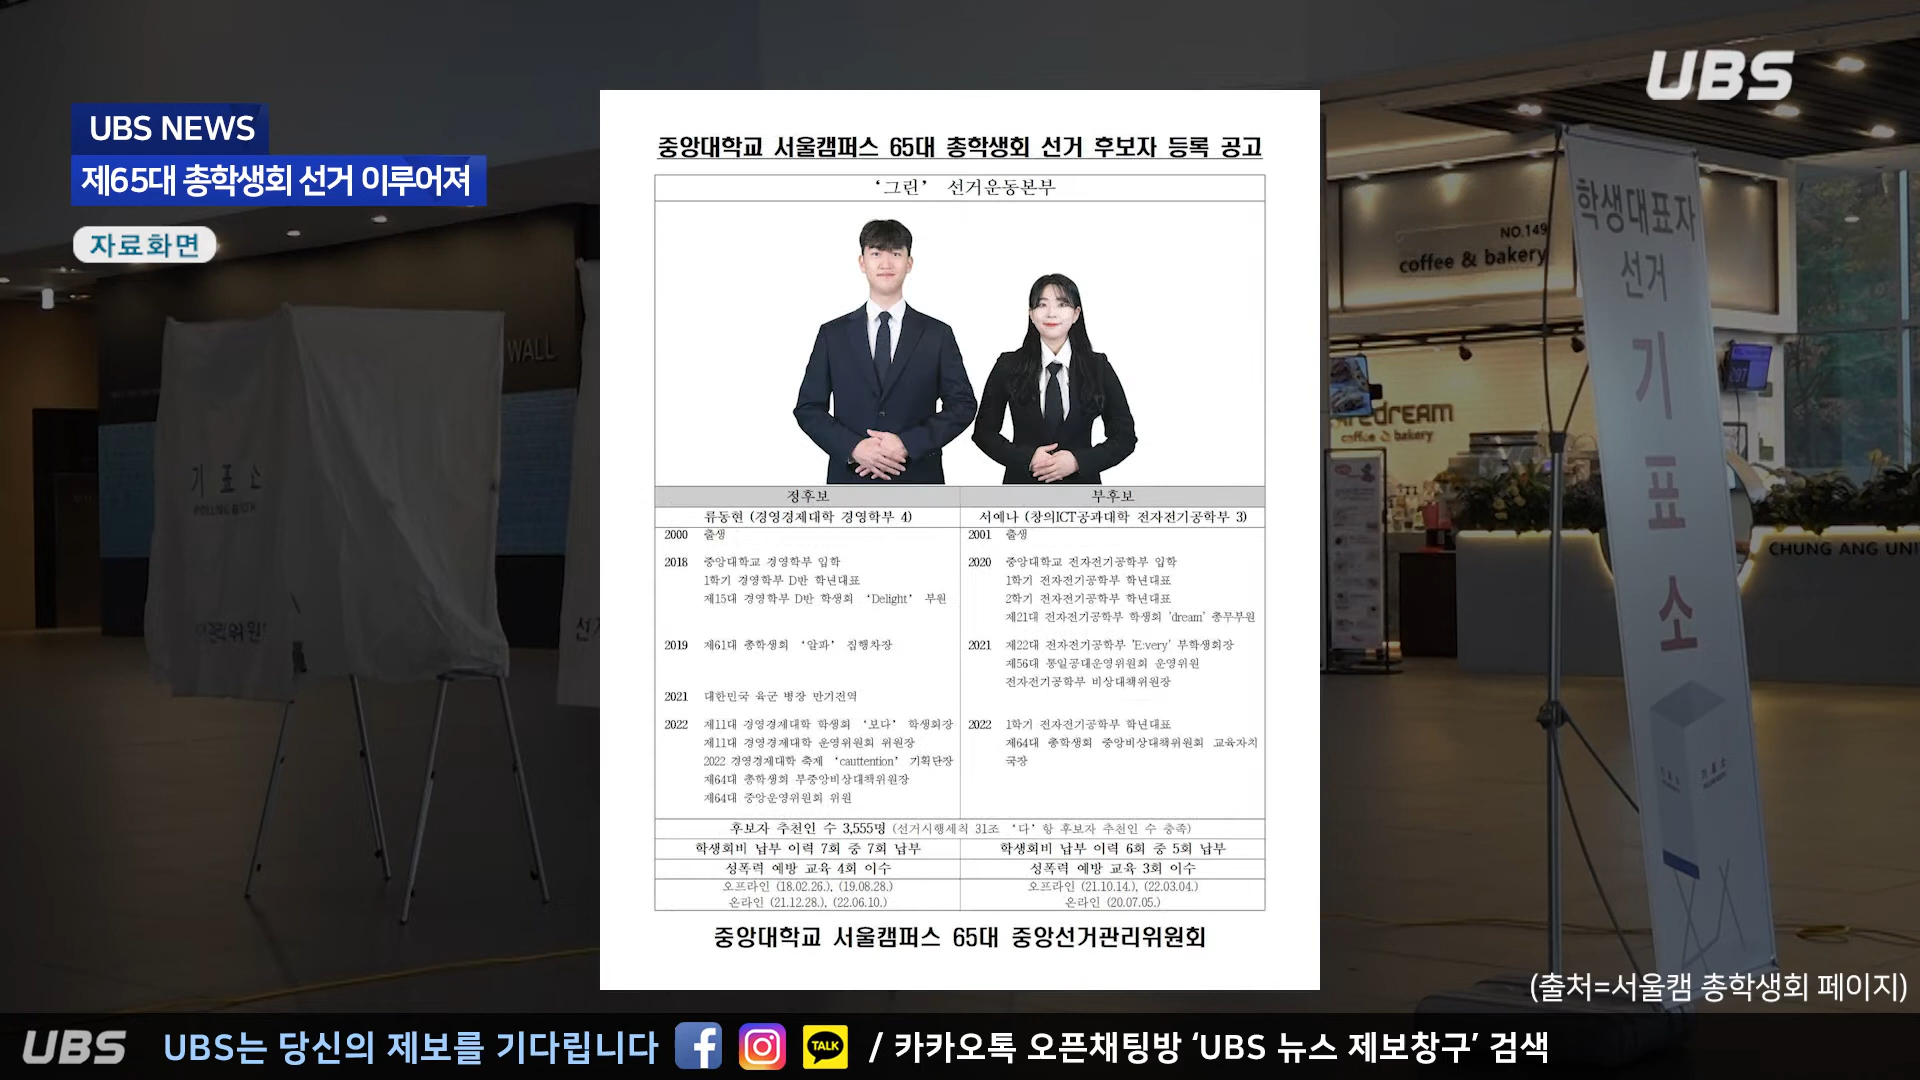 UBS
UBS NEWS
제65대 총학생회 선거 이루어져
자료화면
중앙대학교 서울캠퍼스 65대 총학생회 선거 후보자 등록 공고
‘그린’ 선거운동본부
정후보
부후보
류동현 (경영경제대학 경영학부 4)
서예나 (창의ICT공과대학 전자전기공학부 3)
2000 출생
2018 중앙대학교 경영학부 입학
1학기 경영학부 D반 학년대표
제15대 경영학부 D반 학생회 ‘Delight’ 부원
2019 제61대 총학생회 ‘알파’ 집행차장
2021 대한민국 육군 병장 만기전역
2022 제11대 경영경제대학 학생회 ‘보다’ 학생회장
제11대 경영경제대학 운영위원회 위원장
2022 경영경제대학 축제 ‘cauttention’ 기획단장
제64대 총학생회 부중앙비상대책위원장
제64대 중앙운영위원회 위원
2001 출생
2020 중앙대학교 전자전기공학부 입학
1학기 전자전기공학부 학년대표
2학기 전자전기공학부 학년대표
제21대 전자전기공학부 학생회 'dream' 총무부원
2021 제22대 전자전기공학부 'E:very' 부학생회장
제56대 통일공대운영위원회 운영위원
전자전기공학부 비상대책위원장
2022 1학기 전자전기공학부 학년대표
제64대 총학생회 중앙비상대책위원회 교육자치
국장
후보자 추천인 수 3,555명 (선거시행세칙 31조 ‘다’항 후보자 추천인 수 충족)
학생회비 납부 이력 7회 중 7회 납부
학생회비 납부 이력 6회 중 5회 납부
성폭력 예방 교육 4회 이수
성폭력 예방 교육 3회 이수
오프라인 (18.02.26.), (19.08.28.)
온라인 (21.12.28.), (22.06.10.)
오프라인 (21.10.14.), (22.03.04.)
온라인 (20.07.05.)
중앙대학교 서울캠퍼스 65대 중앙선거관리위원회
WALL
기표소
POLLING BOOTH
NO.149
coffee & bakery
coffee & bakery
CHUNG ANG UNI
학생대표자
선거
기표소
(출처=서울캠 총학생회 페이지)
UBS
UBS는 당신의 제보를 기다립니다
TALK
/ 카카오톡 오픈채팅방 ‘UBS 뉴스 제보창구’ 검색